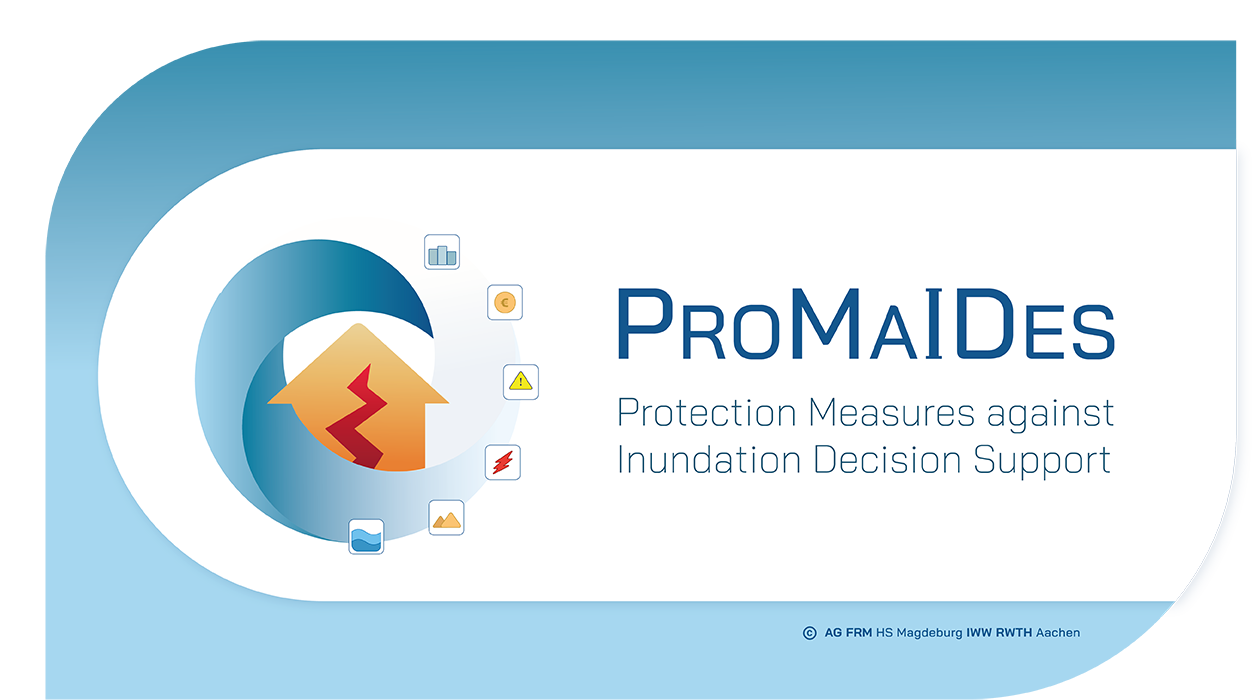 ProMaIDes
Protection Measures against
Inundation Decision Support
© AG FRM HS Magdeburg IWW RWTH Aachen